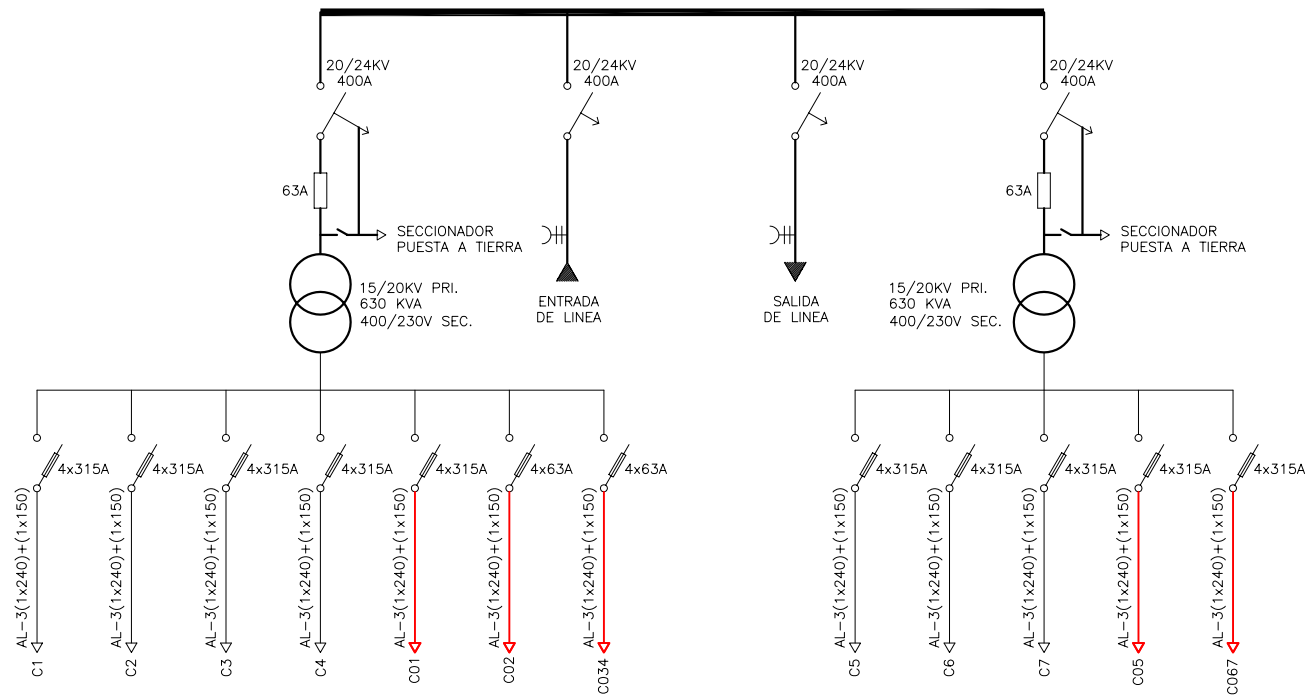 20/24KV
400A
20/24KV
400A
20/24KV
400A
20/24KV
400A
63A
63A
SECCIONADOR
PUESTA A TIERRA
SECCIONADOR
PUESTA A TIERRA
15/20KV PRI.
630 KVA
400/230V SEC.
ENTRADA
DE LINEA
SALIDA
DE LINEA
15/20KV PRI.
630 KVA
400/230V SEC.
4x315A
4x315A
4x315A
4x315A
4x315A
4x63A
4x63A
4x315A
4x315A
4x315A
4x315A
4x315A
AL-3(1x240)+(1x150)
AL-3(1x240)+(1x150)
AL-3(1x240)+(1x150)
AL-3(1x240)+(1x150)
AL-3(1x240)+(1x150)
AL-3(1x240)+(1x150)
AL-3(1x240)+(1x150)
AL-3(1x240)+(1x150)
AL-3(1x240)+(1x150)
AL-3(1x240)+(1x150)
AL-3(1x240)+(1x150)
AL-3(1x240)+(1x150)
C1
C2
C3
C4
CO1
CO2
CO34
C5
C6
C7
CO5
CO67